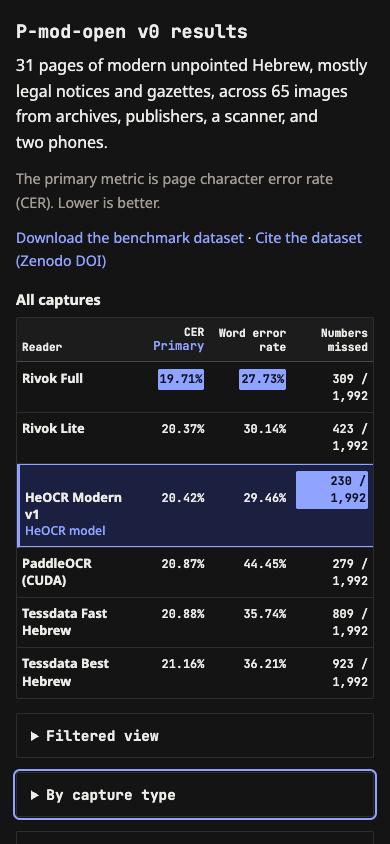 P-mod-open v0 results
31 pages of modern unpointed Hebrew, mostly
legal notices and gazettes, across 65 images
from archives, publishers, a scanner, and
two phones.
The primary metric is page character error rate
(CER). Lower is better.
Download the benchmark dataset · Cite the dataset
(Zenodo DOI)
All captures
Reader CER Primary Word error rate Numbers missed
Rivok Full 19.71% 27.73% 309 / 1,992
Rivok Lite 20.37% 30.14% 423 / 1,992
HeOCR Modern v1 HeOCR model 20.42% 29.46% 230 / 1,992
PaddleOCR (CUDA) 20.87% 44.45% 279 / 1,992
Tessdata Fast Hebrew 20.88% 35.74% 809 / 1,992
Tessdata Best Hebrew 21.16% 36.21% 923 / 1,992
▶ Filtered view
▶ By capture type